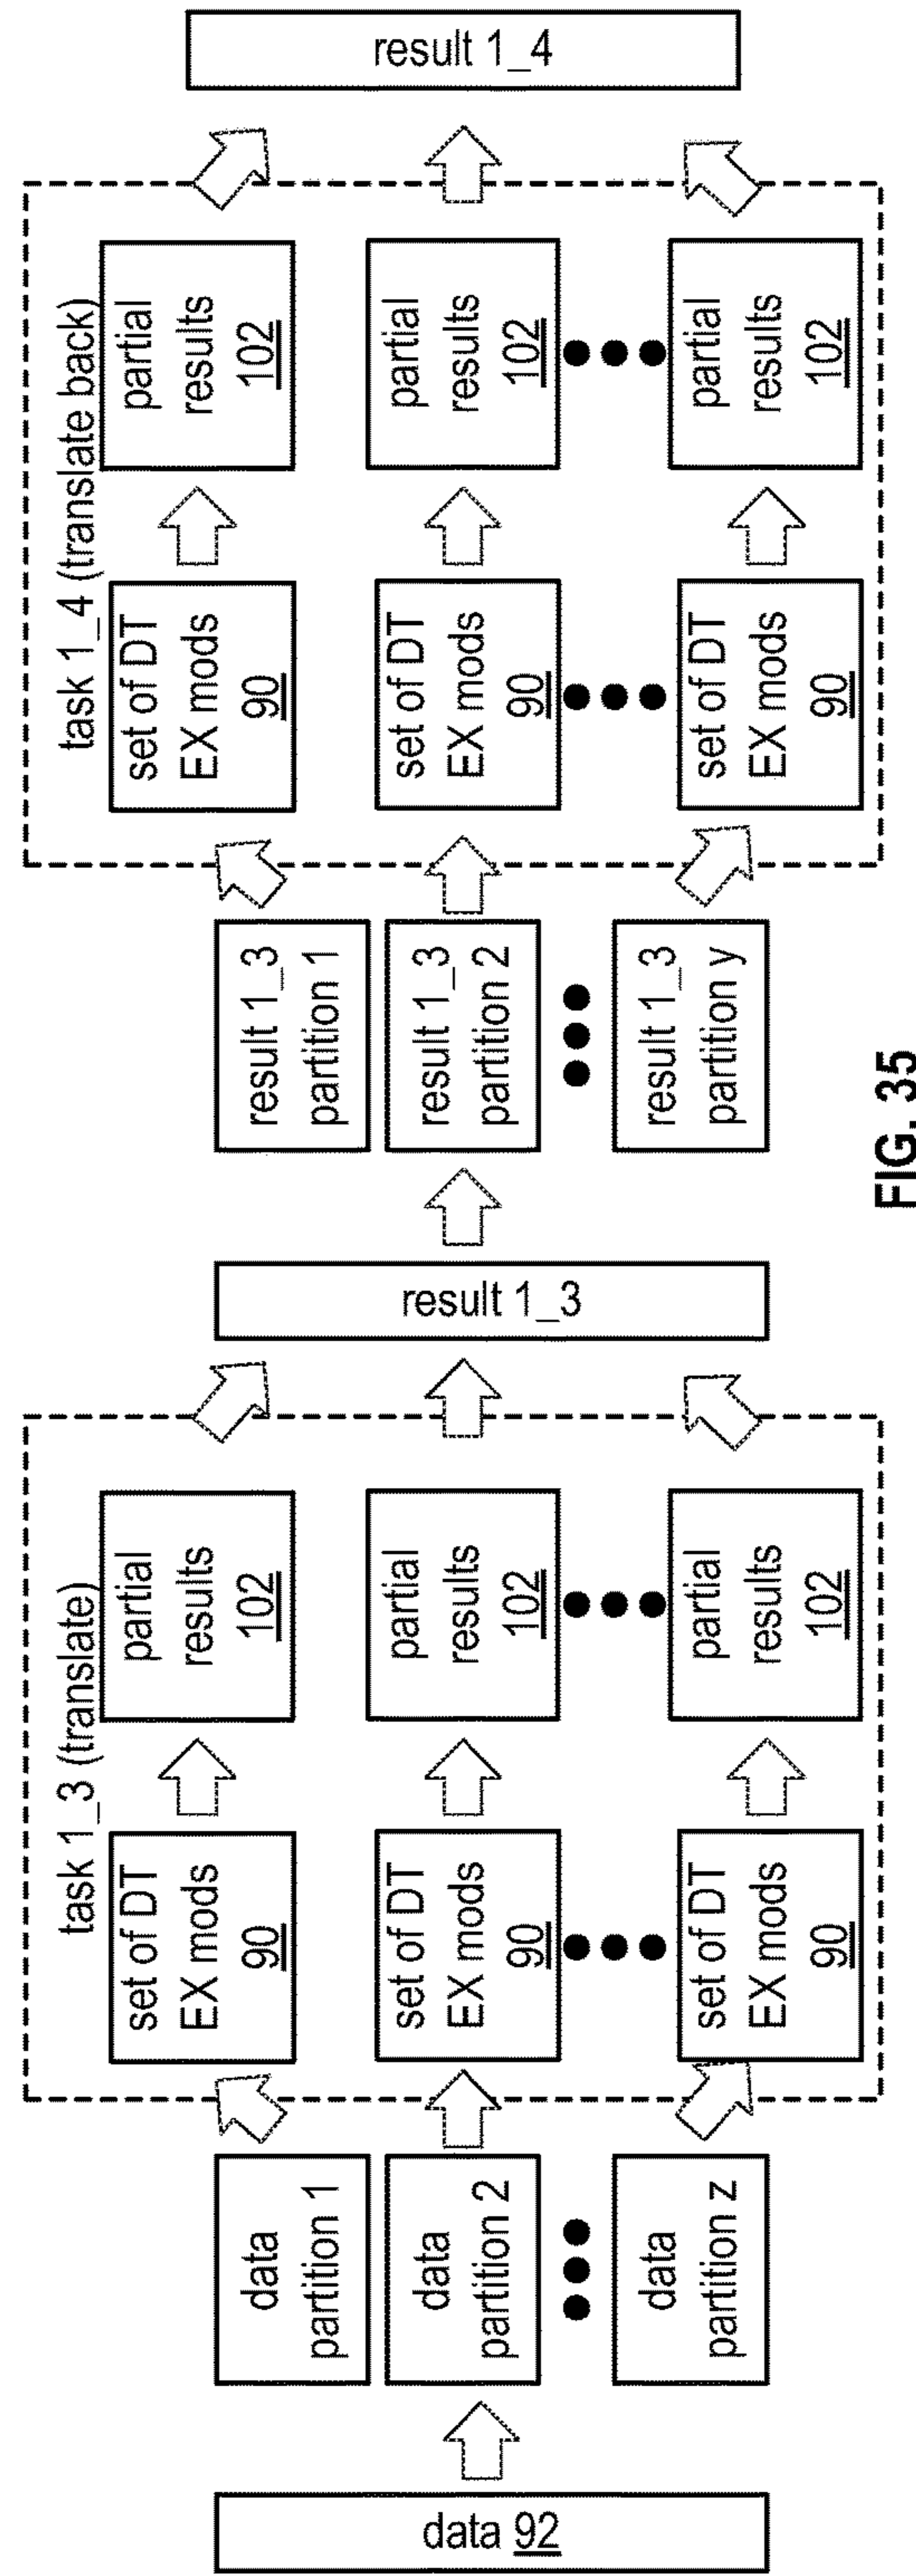 data 92
data
partition 1
data
partition 2
data
partition z
task 1_3 (translate)
set of DT
EX mods
90
set of DT
EX mods
90
set of DT
EX mods
90
partial
results
102
partial
results
102
partial
results
102
result 1_3
result 1_3
partition 1
result 1_3
partition 2
result 1_3
partition y
task 1_4 (translate back)
set of DT
EX mods
90
set of DT
EX mods
90
set of DT
EX mods
90
partial
results
102
partial
results
102
partial
results
102
result 1_4
FIG. 35